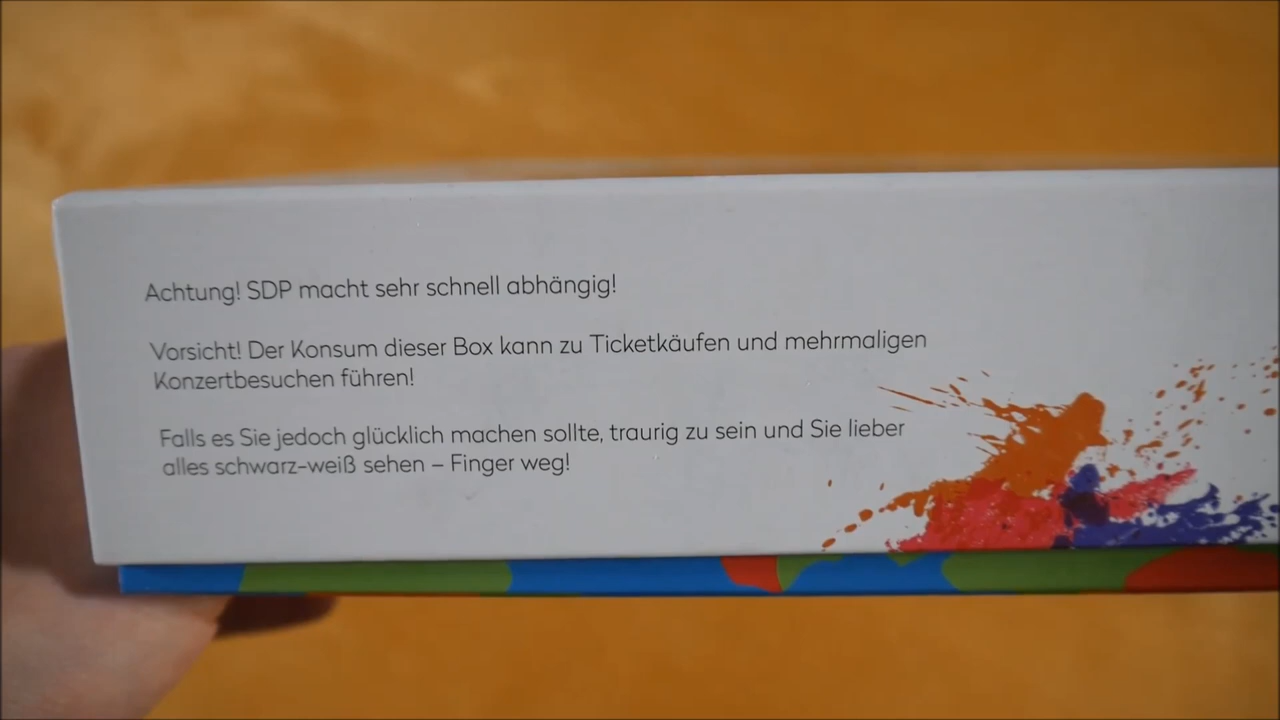 Achtung! SDP macht sehr schnell abhängig!
Vorsicht! Der Konsum dieser Box kann zu Ticketkäufen und mehrmaligen
Konzertbesuchen führen!
Falls es Sie jedoch glücklich machen sollte, traurig zu sein und Sie lieber
alles schwarz-weiß sehen – Finger weg!